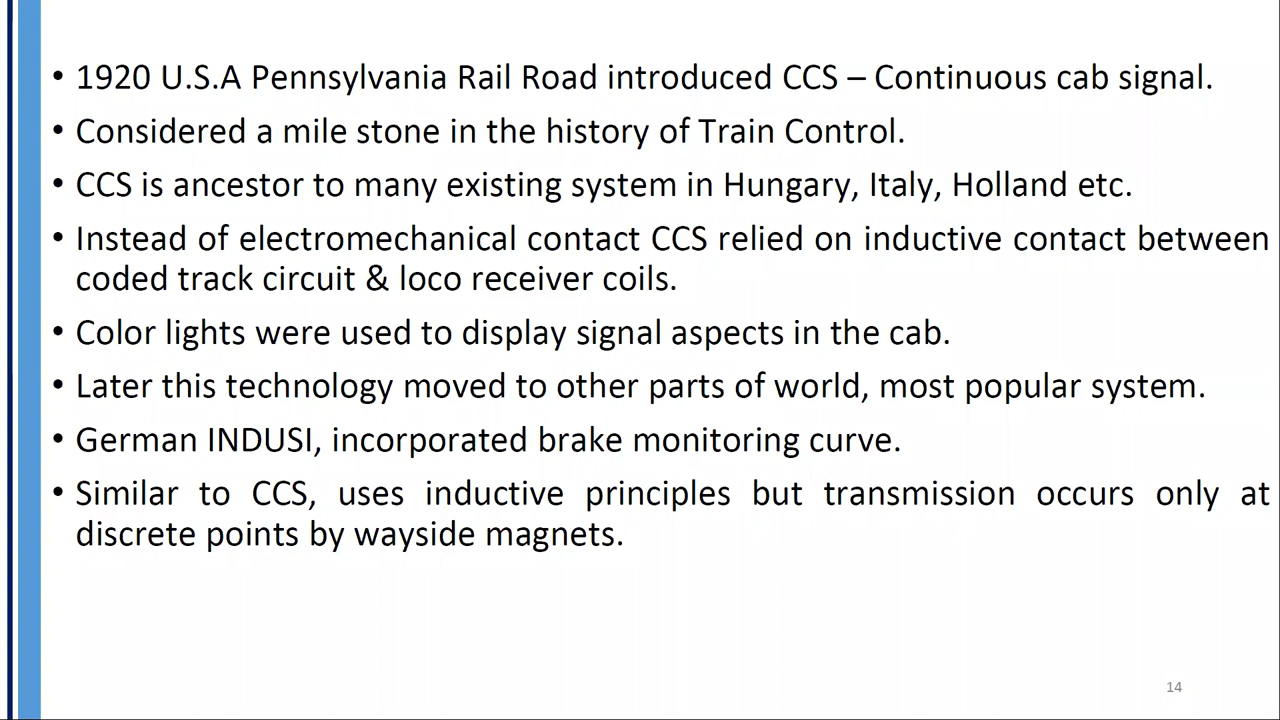 • 1920 U.S.A Pennsylvania Rail Road introduced CCS – Continuous cab signal.
• Considered a mile stone in the history of Train Control.
• CCS is ancestor to many existing system in Hungary, Italy, Holland etc.
• Instead of electromechanical contact CCS relied on inductive contact between
coded track circuit & loco receiver coils.
• Color lights were used to display signal aspects in the cab.
• Later this technology moved to other parts of world, most popular system.
• German INDUSI, incorporated brake monitoring curve.
• Similar to CCS, uses inductive principles but transmission occurs only at
discrete points by wayside magnets.
14